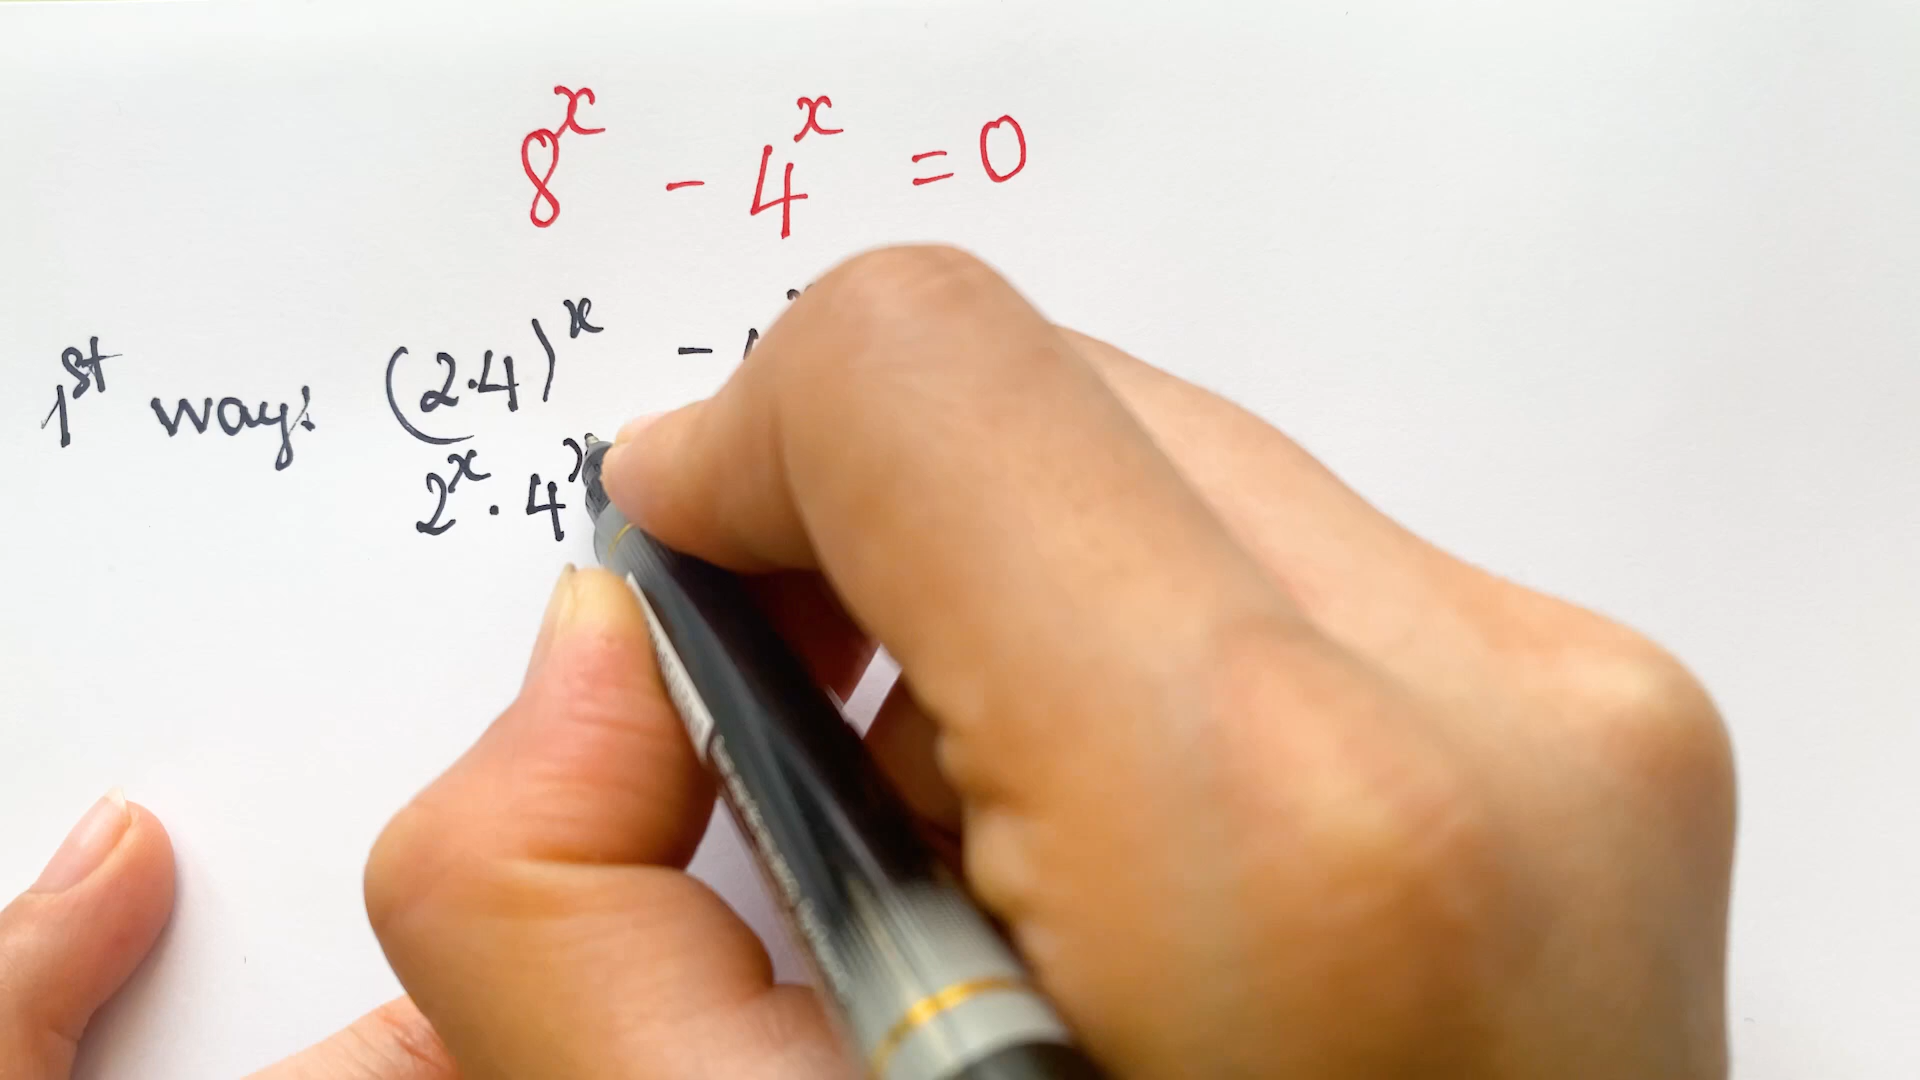 8^x - 4^x = 0
1st way: (2·4)^x -
2^x · 4^x